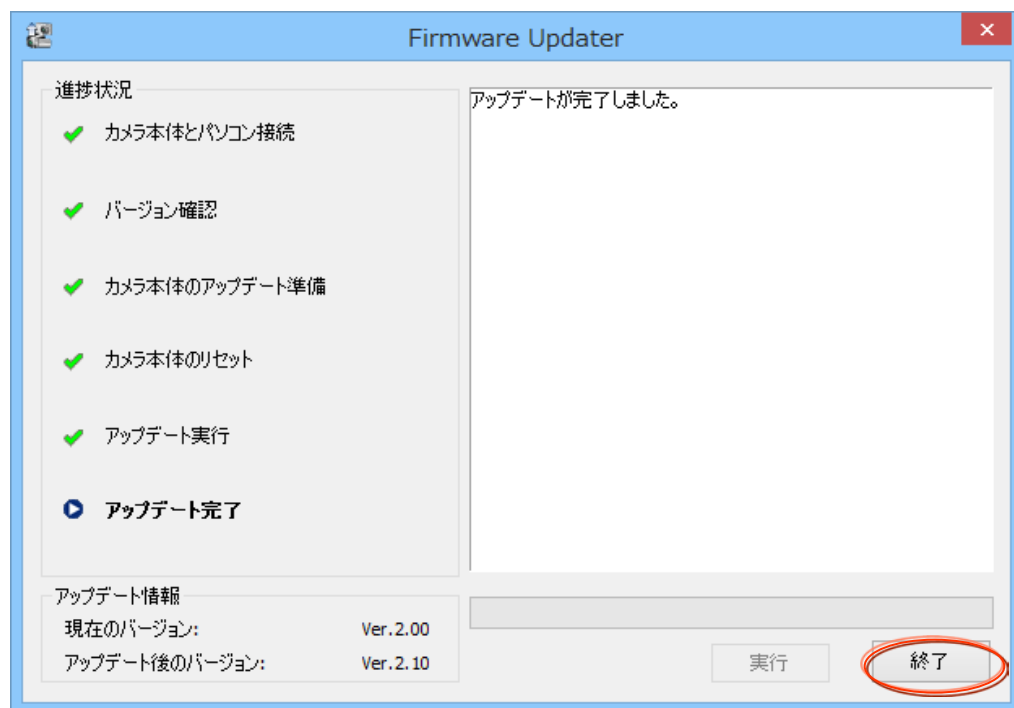 Firmware Updater
進捗状況
カメラ本体とパソコン接続
バージョン確認
カメラ本体のアップデート準備
カメラ本体のリセット
アップデート実行
アップデート完了
アップデートが完了しました。
アップデート情報
現在のバージョン: Ver.2.00
アップデート後のバージョン: Ver.2.10
実行
終了